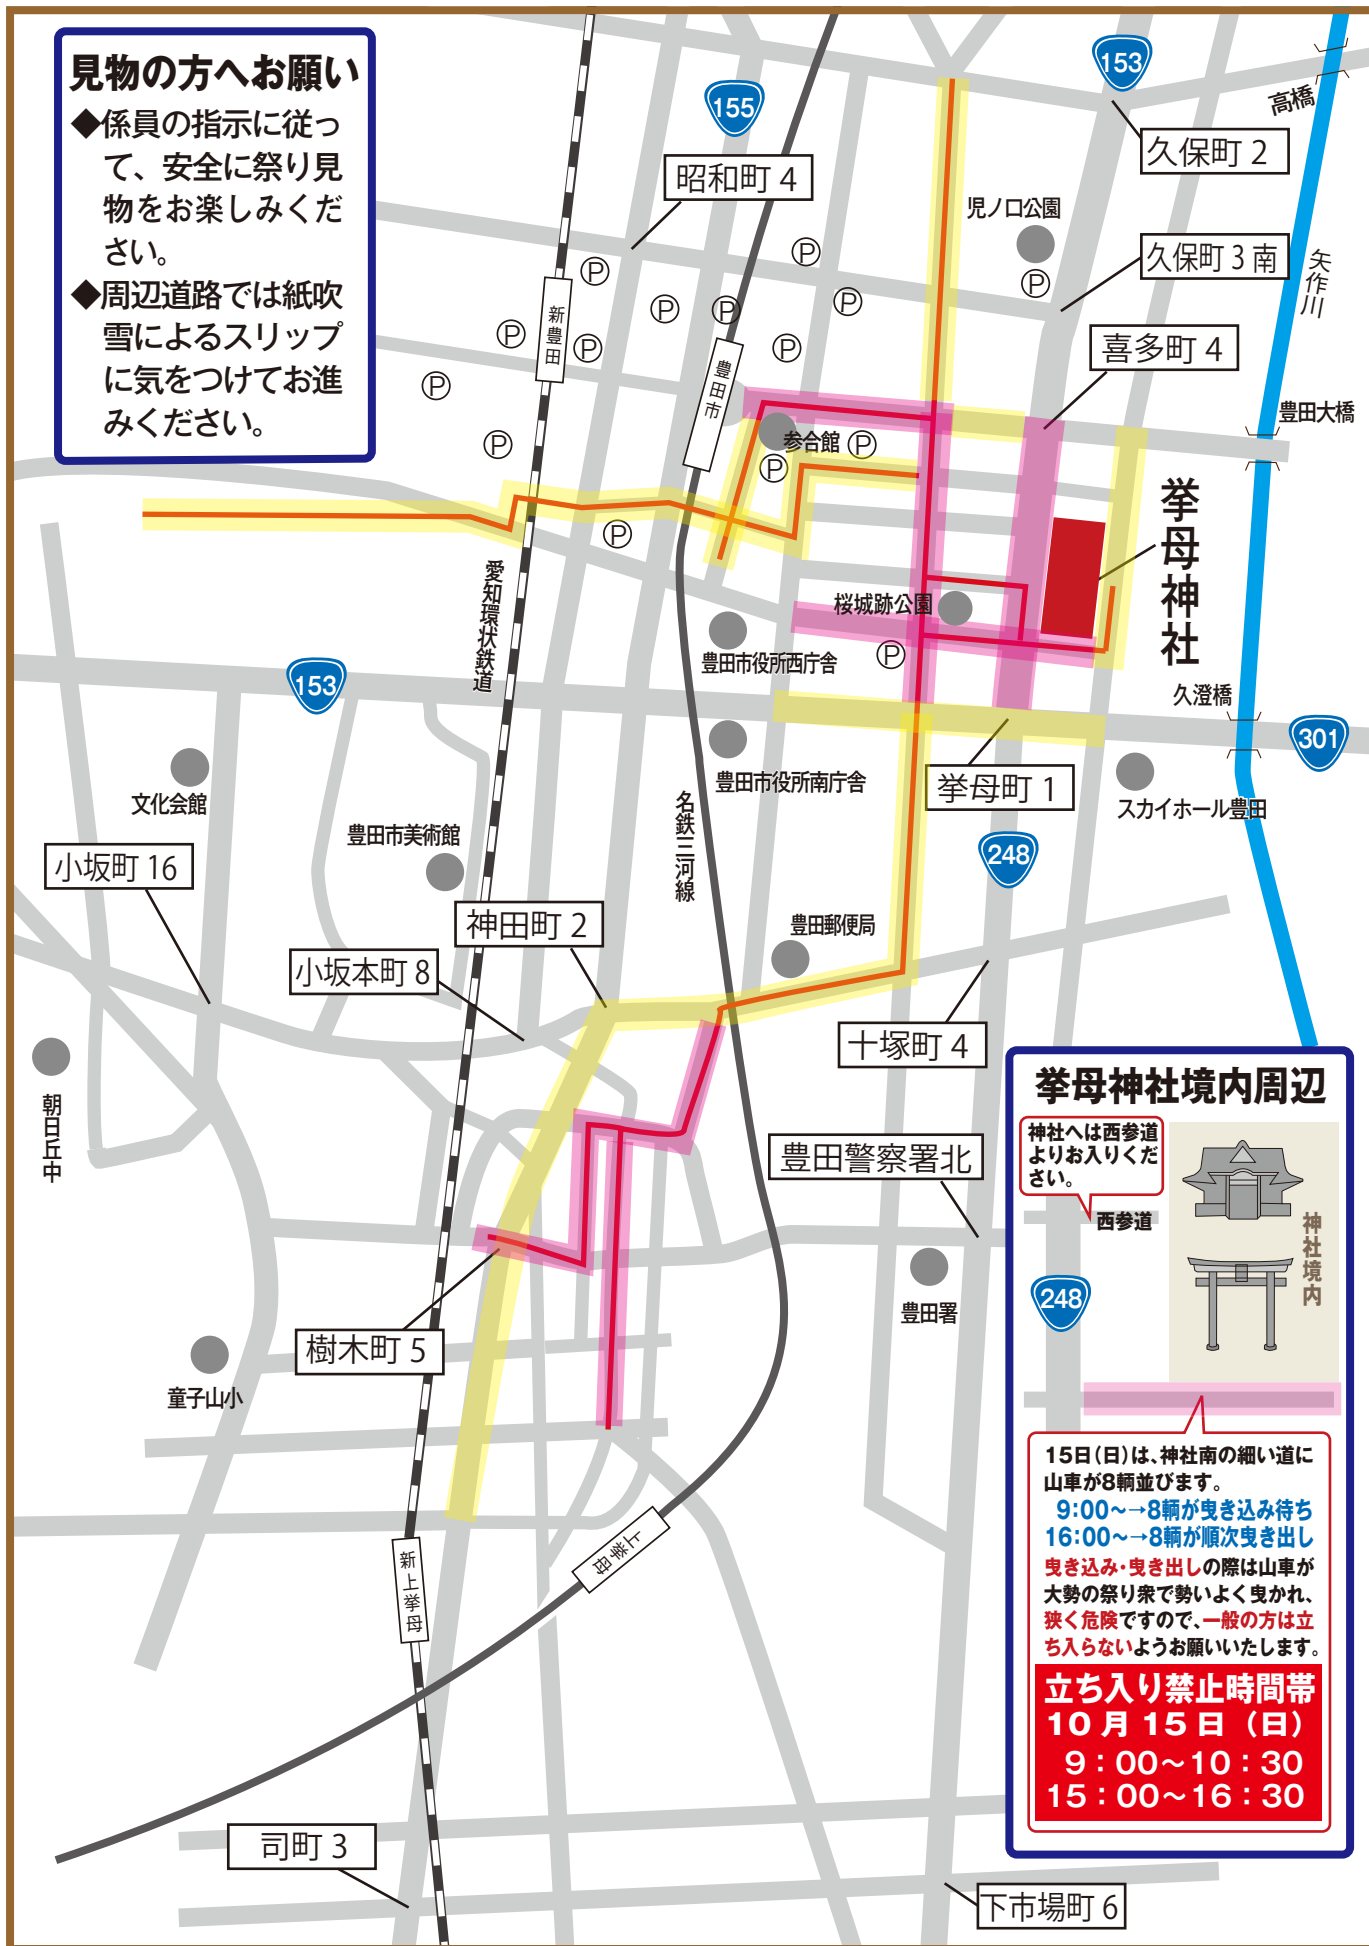 見物の方へお願い
◆係員の指示に従っ
て、安全に祭り見
物をお楽しみくだ
さい。
◆周辺道路では紙吹
雪によるスリップ
に気をつけてお進
みください。
153
155
高橋
久保町 2
昭和町 4
児ノ口公園
Ⓟ
久保町 3 南
矢作川
Ⓟ
Ⓟ
Ⓟ
Ⓟ
Ⓟ
新豊田
Ⓟ
Ⓟ
Ⓟ
喜多町 4
豊田市
Ⓟ
豊田大橋
参合館
Ⓟ
Ⓟ
Ⓟ
挙母神社
Ⓟ
愛知環状鉄道
桜城跡公園
豊田市役所西庁舎
Ⓟ
153
久澄橋
301
豊田市役所南庁舎
文化会館
挙母町 1
スカイホール豊田
豊田市美術館
名鉄三河線
248
小坂町 16
神田町 2
豊田郵便局
小坂本町 8
十塚町 4
朝日丘中
豊田警察署北
豊田署
樹木町 5
童子山小
上挙母
新上挙母
司町 3
下市場町 6
挙母神社境内周辺
神社へは西参道
よりお入りくだ
さい。
西参道
神社境内
248
15日(日)は、神社南の細い道に
山車が8輌並びます。
9:00～→8輌が曳き込み待ち
16:00～→8輌が順次曳き出し
曳き込み・曳き出しの際は山車が
大勢の祭り衆で勢いよく曳かれ、
狭く危険ですので、一般の方は立
ち入らないようお願いいたします。
立ち入り禁止時間帯
10 月 15 日（日）
9：00～10：30
15：00～16：30